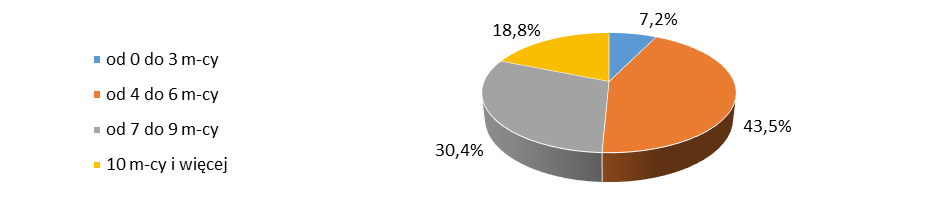 od 0 do 3 m-cy
od 4 do 6 m-cy
od 7 do 9 m-cy
10 m-cy i więcej
7,2%
43,5%
30,4%
18,8%